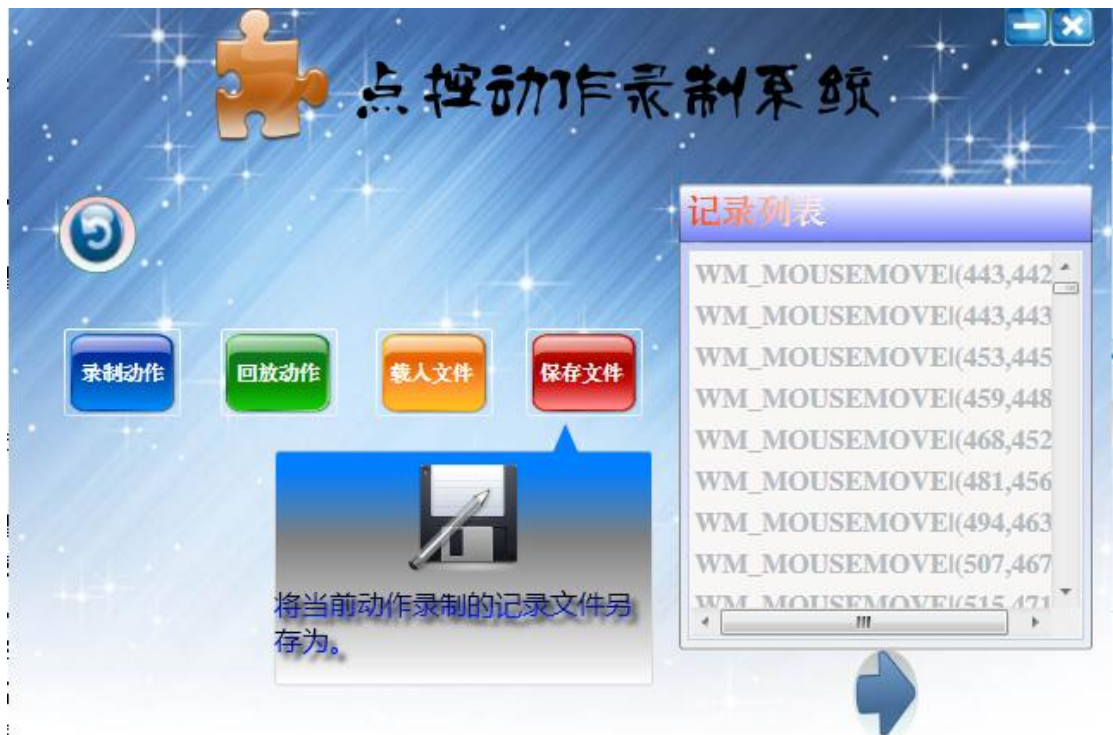 点控动作录制系统
记录列表
WM_MOUSEMOVE|(443,442
WM_MOUSEMOVE|(443,443
WM_MOUSEMOVE|(453,445
WM_MOUSEMOVE|(459,448
WM_MOUSEMOVE|(468,452
WM_MOUSEMOVE|(481,456
WM_MOUSEMOVE|(494,463
WM_MOUSEMOVE|(507,467
WM_MOUSEMOVE|(515,471
录制动作
回放动作
载入文件
保存文件
将当前动作录制的记录文件另
存为。